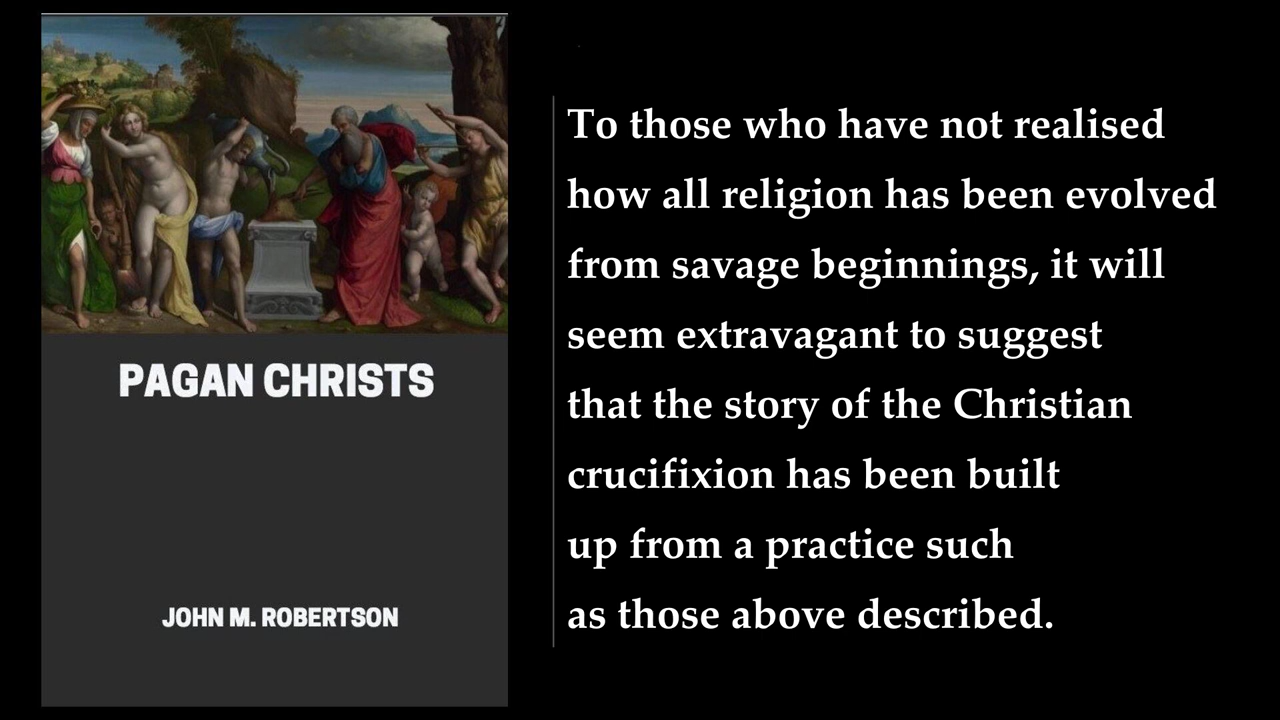 PAGAN CHRISTS
JOHN M. ROBERTSON
To those who have not realised
how all religion has been evolved
from savage beginnings, it will
seem extravagant to suggest
that the story of the Christian
crucifixion has been built
up from a practice such
as those above described.